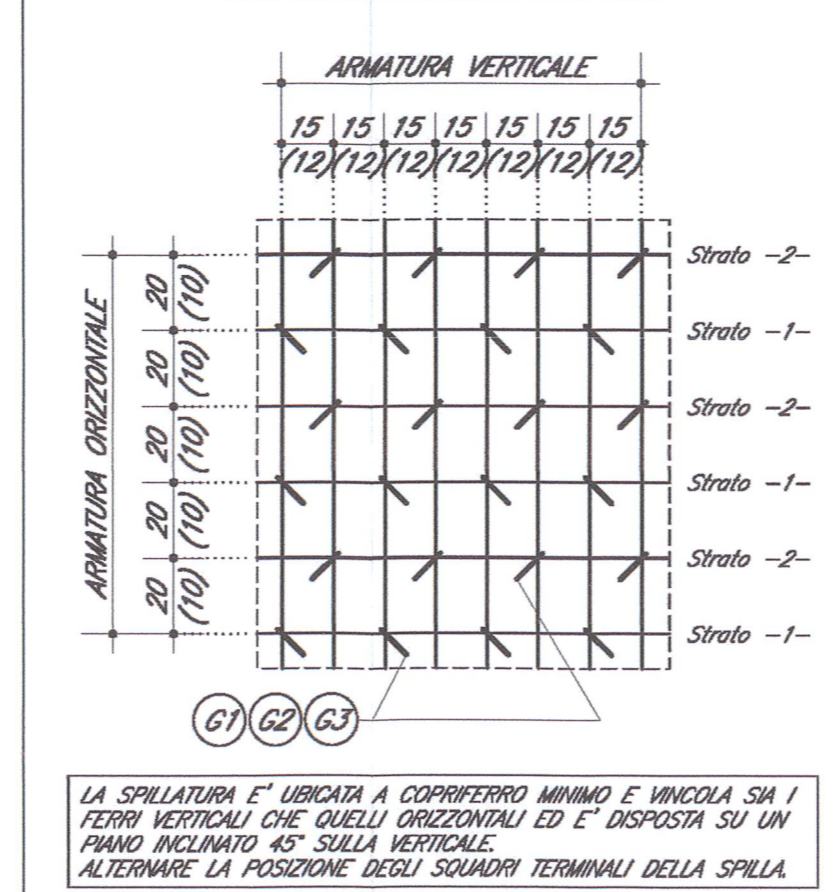 ARMATURA VERTICALE
15 15 15 15 15 15 15
(12)(12)(12)(12)(12)(12)(12)
ARMATURA ORIZZONTALE
20 (10)
20 (10)
20 (10)
20 (10)
20 (10)
Strato -2-
Strato -1-
Strato -2-
Strato -1-
Strato -2-
Strato -1-
G1 G2 G3
LA SPILLATURA E' UBICATA A COPRIFERRO MINIMO E VINCOLA SIA I
FERRI VERTICALI CHE QUELLI ORIZZONTALI ED E' DISPOSTA SU UN
PIANO INCLINATO 45° SULLA VERTICALE.
ALTERNARE LA POSIZIONE DEGLI SQUADRI TERMINALI DELLA SPILLA.